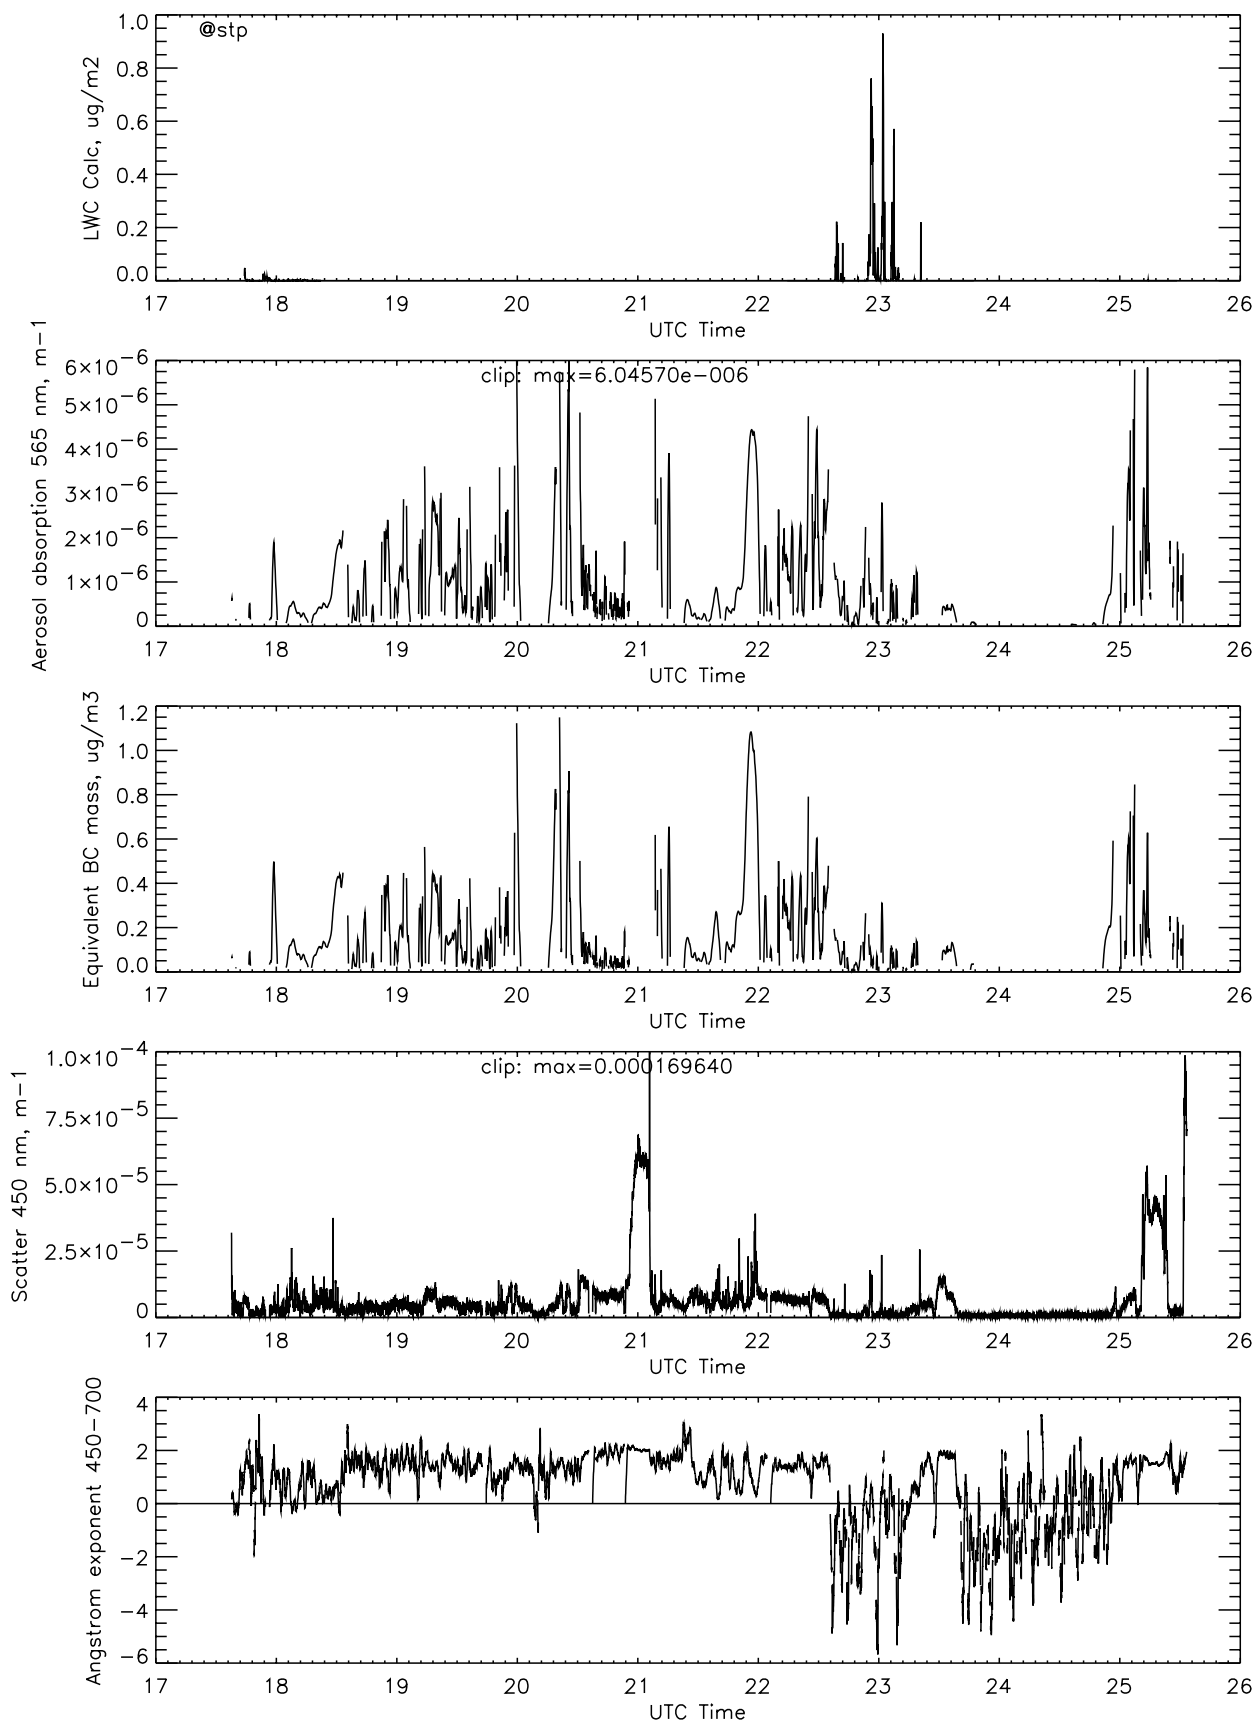 @stp
LWC Calc, ug/m2
1.0
0.8
0.6
0.4
0.2
0.0
17 18 19 20 21 22 23 24 25 26
UTC Time
clip: max=6.04570e-006
Aerosol absorption 565 nm, m-1
6×10⁻⁶
5×10⁻⁶
4×10⁻⁶
3×10⁻⁶
2×10⁻⁶
1×10⁻⁶
0
17 18 19 20 21 22 23 24 25 26
UTC Time
Equivalent BC mass, ug/m3
1.2
1.0
0.8
0.6
0.4
0.2
0.0
17 18 19 20 21 22 23 24 25 26
UTC Time
clip: max=0.000169640
Scatter 450 nm, m-1
1.0×10⁻⁴
7.5×10⁻⁵
5.0×10⁻⁵
2.5×10⁻⁵
0
17 18 19 20 21 22 23 24 25 26
UTC Time
Angstrom exponent 450-700
4
2
0
-2
-4
-6
17 18 19 20 21 22 23 24 25 26
UTC Time